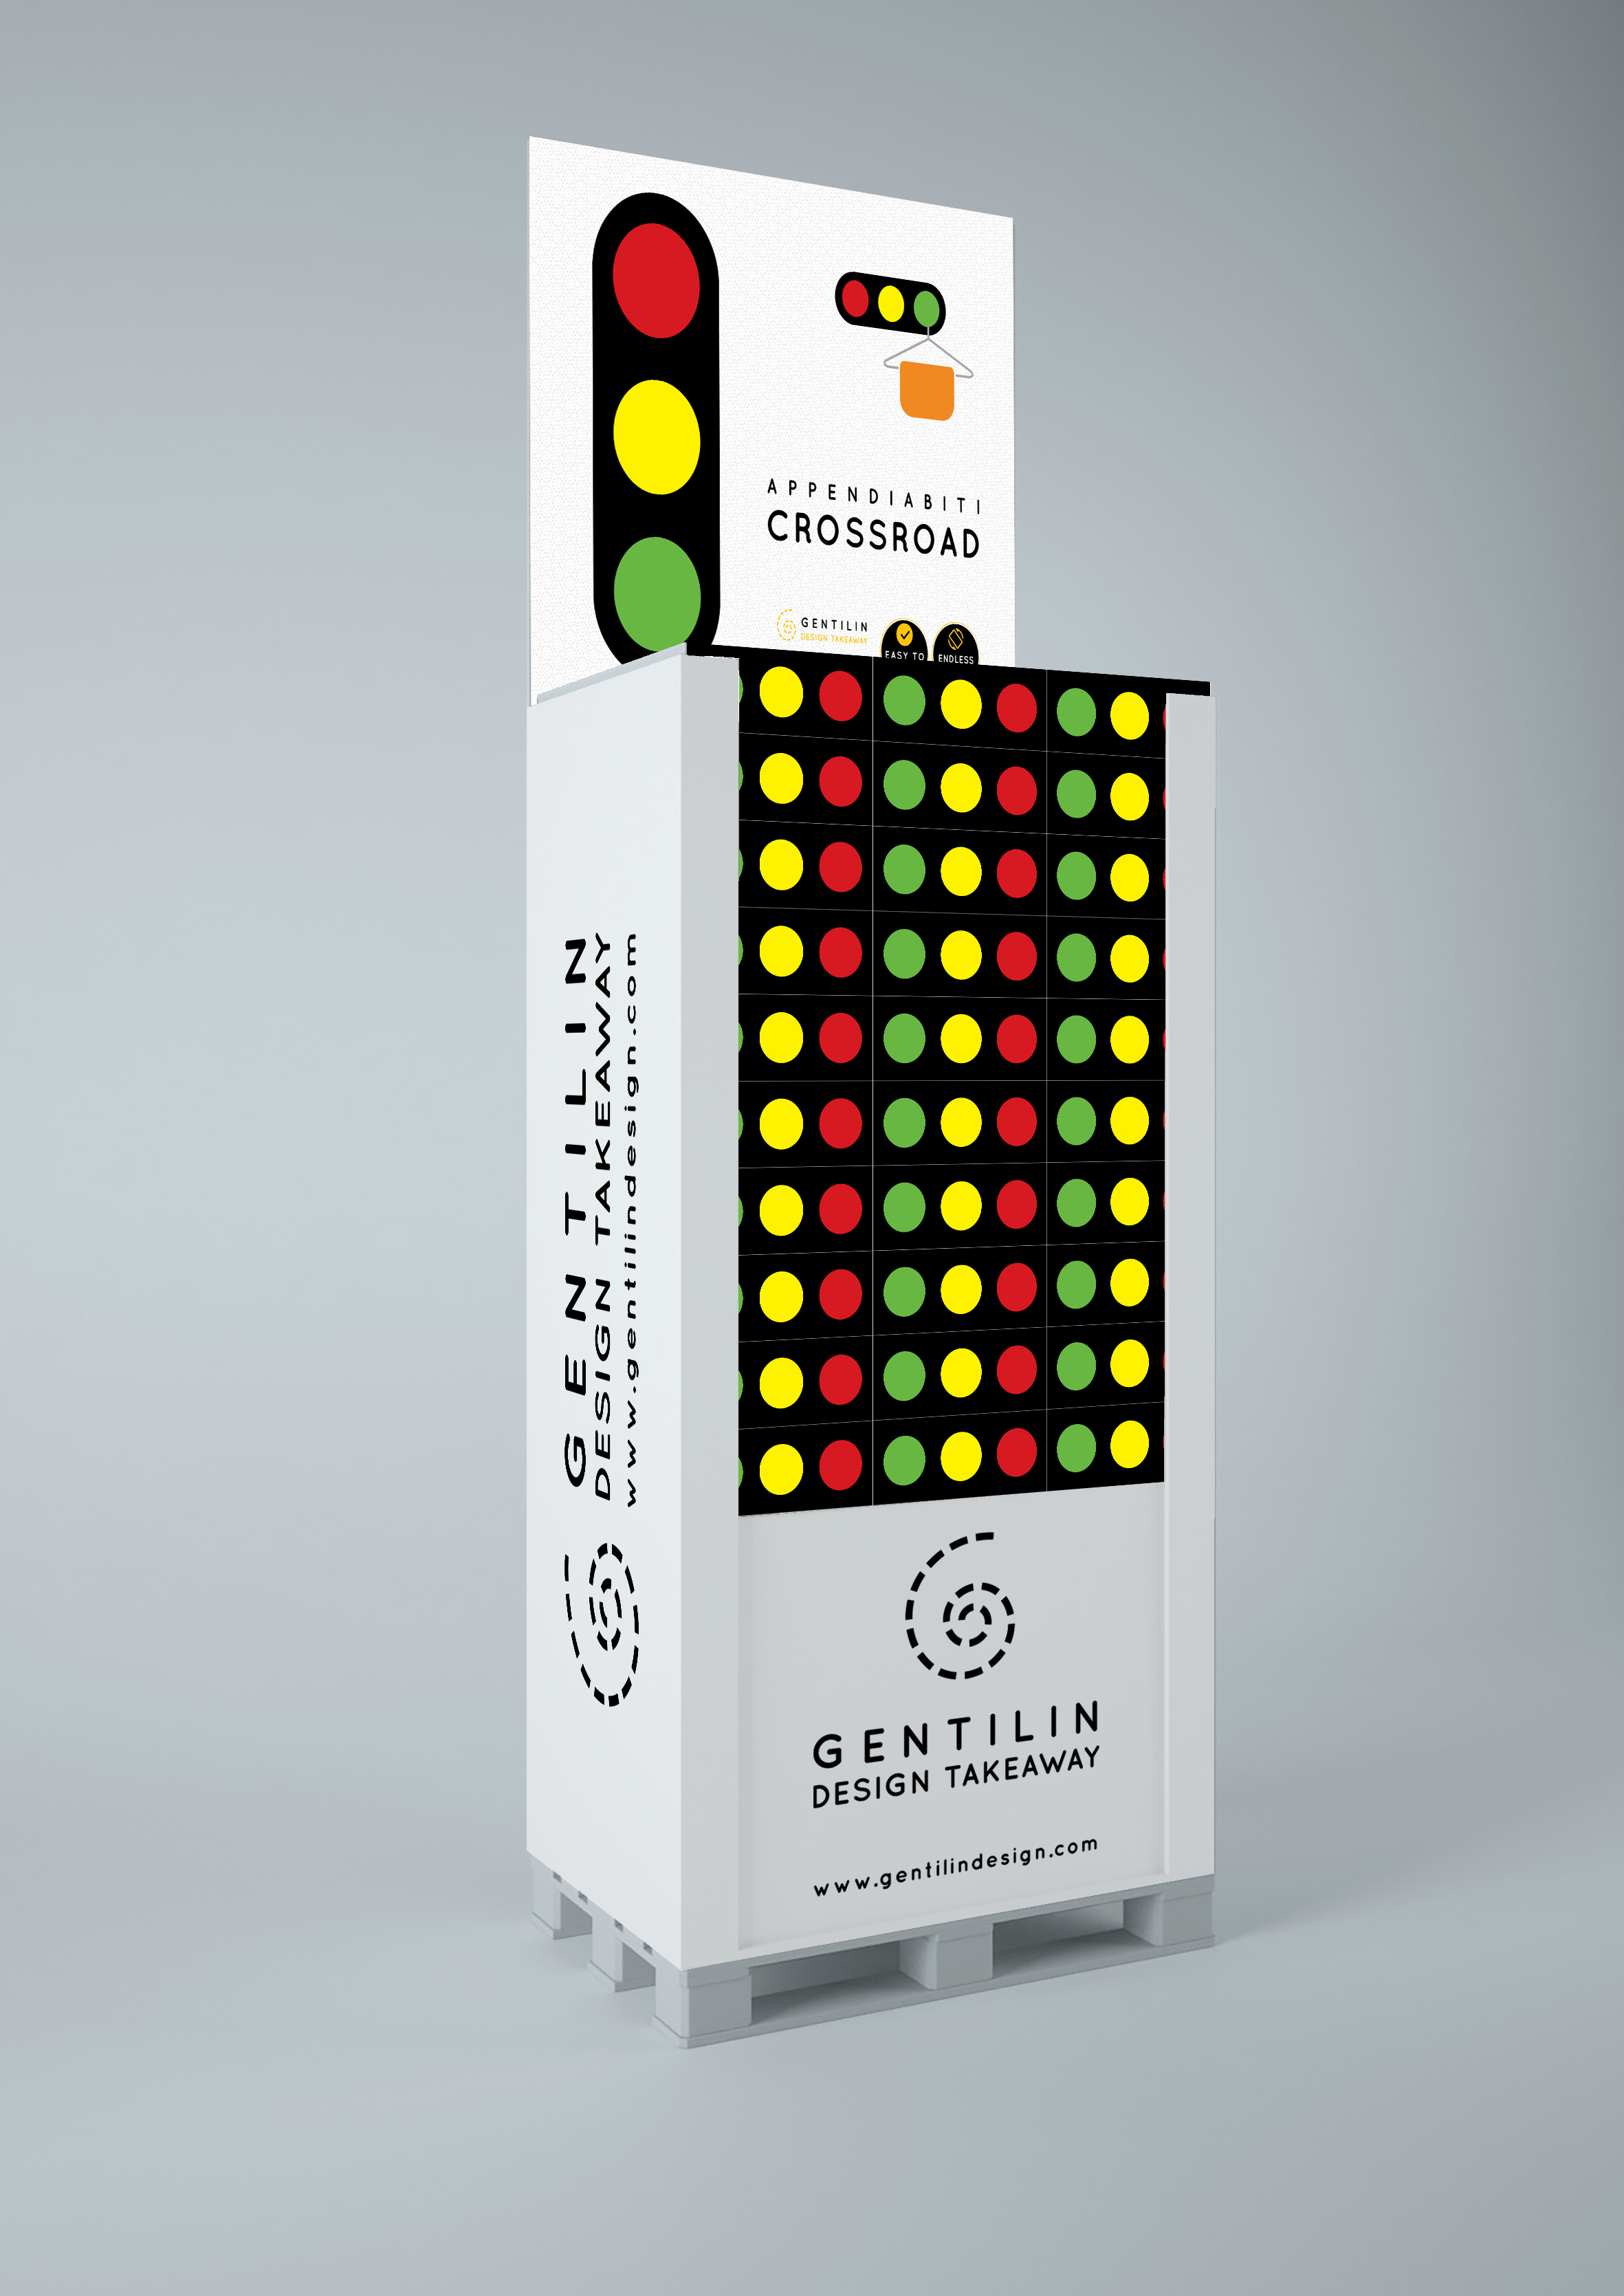 APPENDIABITI
CROSSROAD
GENTILIN
DESIGN TAKEAWAY
EASY TO
ENDLESS
GENTILIN
DESIGN TAKEAWAY
www.gentilindesign.com
GENTILIN
DESIGN TAKEAWAY
www.gentilindesign.com